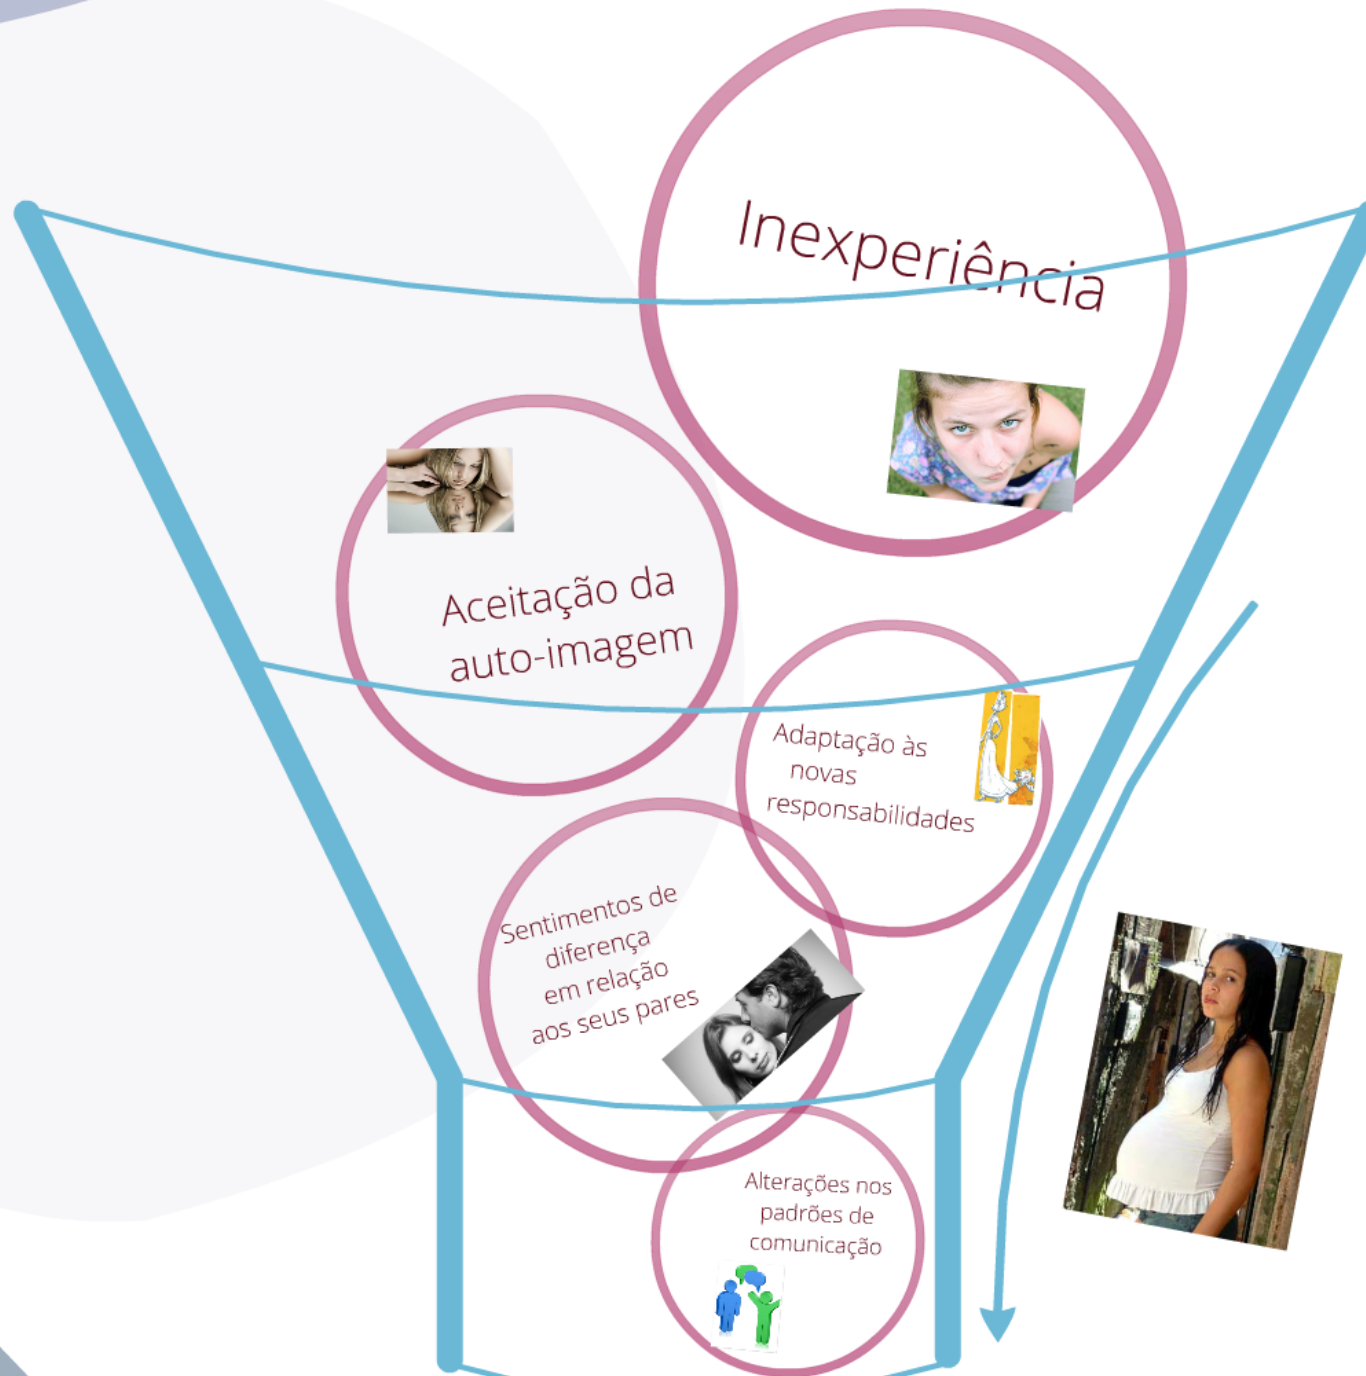 Inexperiência
Aceitação da
auto-imagem
Adaptação às
novas
responsabilidades
Sentimentos de
diferença
em relação
aos seus pares
Alterações nos
padrões de
comunicação